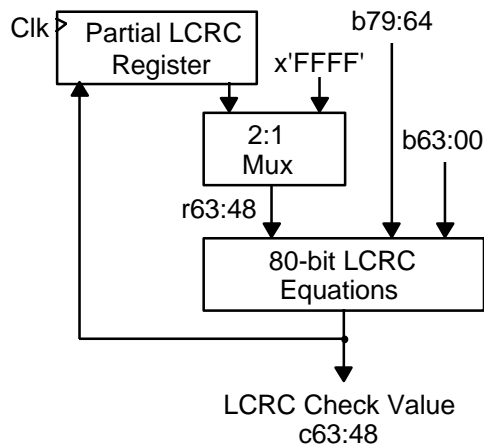 Clk
Partial LCRC
Register
x'FFFF'
b79:64
2:1
Mux
b63:00
r63:48
80-bit LCRC
Equations
LCRC Check Value
c63:48